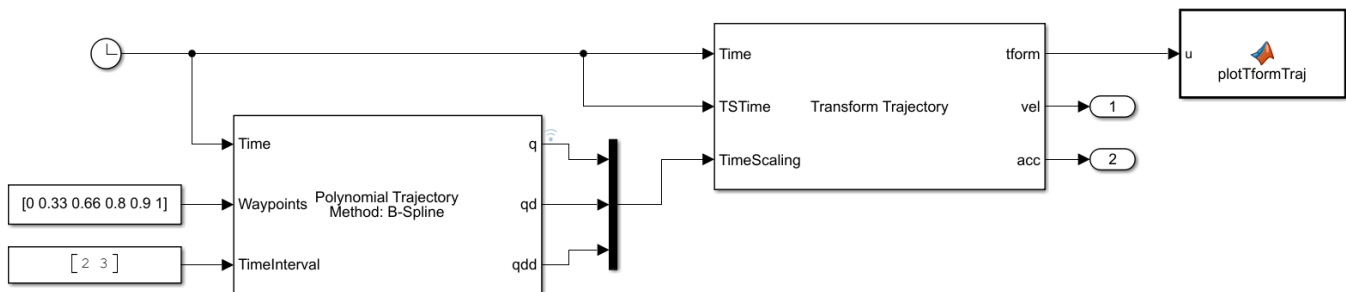 Time
tform
u
plotTformTraj
TSTime
Transform Trajectory
vel
1
Time
q
TimeScaling
acc
2
[0 0.33 0.66 0.8 0.9 1]
Waypoints
Polynomial Trajectory
Method: B-Spline
qd
[ 2 3 ]
TimeInterval
qdd